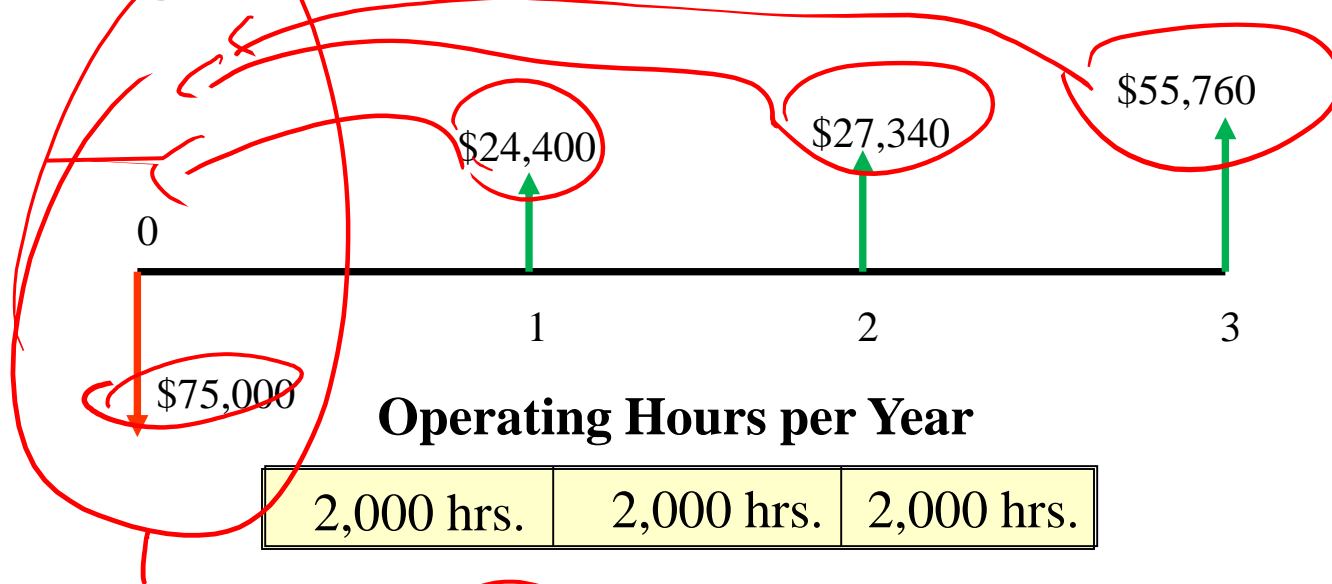 $55,760
$27,340
$24,400
0
1 2 3
$75,000
Operating Hours per Year
2,000 hrs. 2,000 hrs. 2,000 hrs.